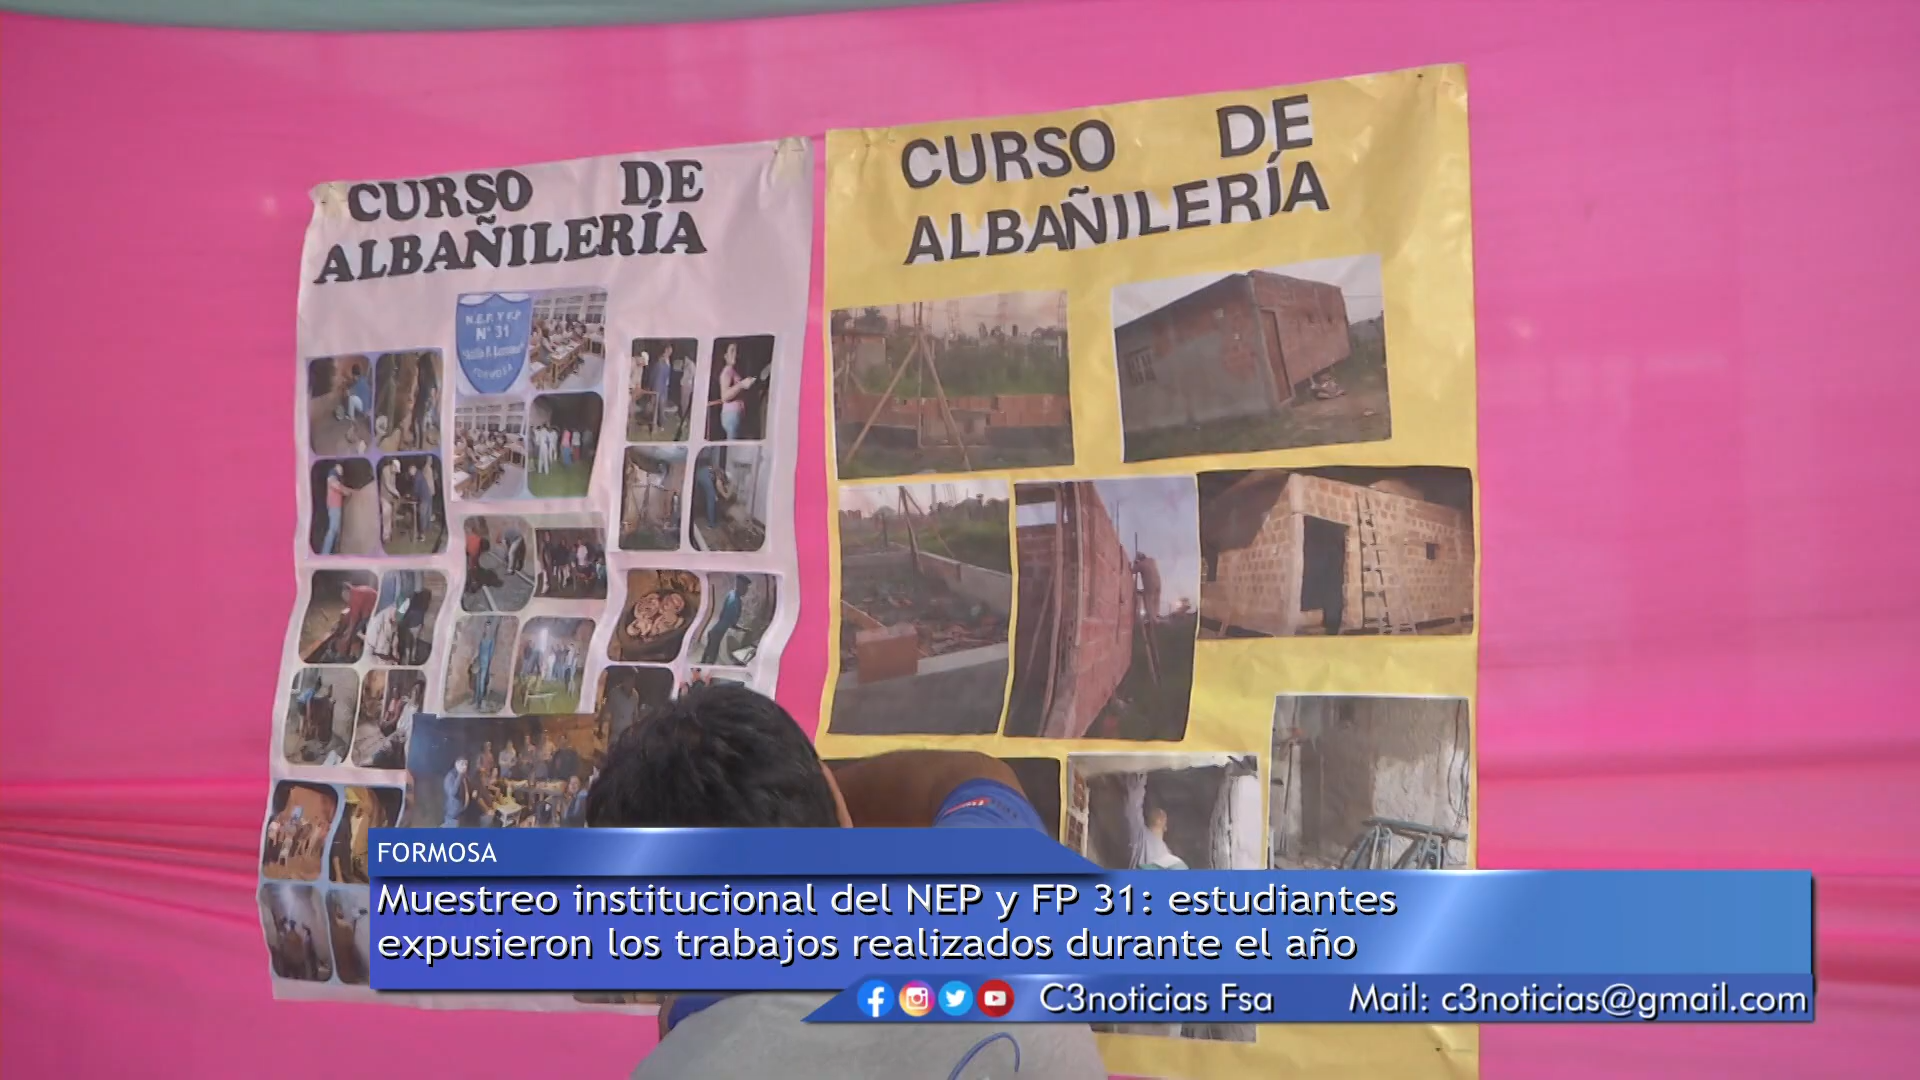 CURSO DE
ALBAÑILERÍA
N.E.P. Y F.P
N° 31
FORMOSA
CURSO DE
ALBAÑILERÍA
FORMOSA
Muestreo institucional del NEP y FP 31: estudiantes
expusieron los trabajos realizados durante el año
C3noticias Fsa Mail: c3noticias@gmail.com